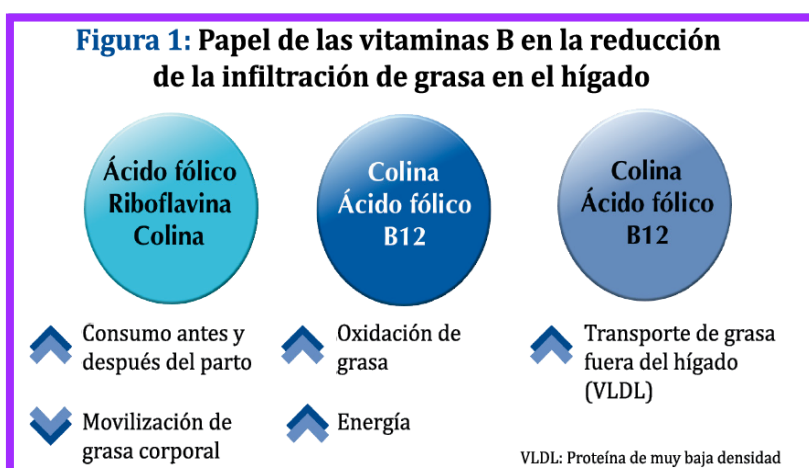 Figura 1: Papel de las vitaminas B en la reducción
de la infiltración de grasa en el hígado
Ácido fólico
Riboflavina
Colina
Colina
Ácido fólico
B12
Colina
Ácido fólico
B12
Consumo antes y
después del parto
Movilización de
grasa corporal
Oxidación de
grasa
Energía
Transporte de grasa
fuera del hígado
(VLDL)
VLDL: Proteína de muy baja densidad